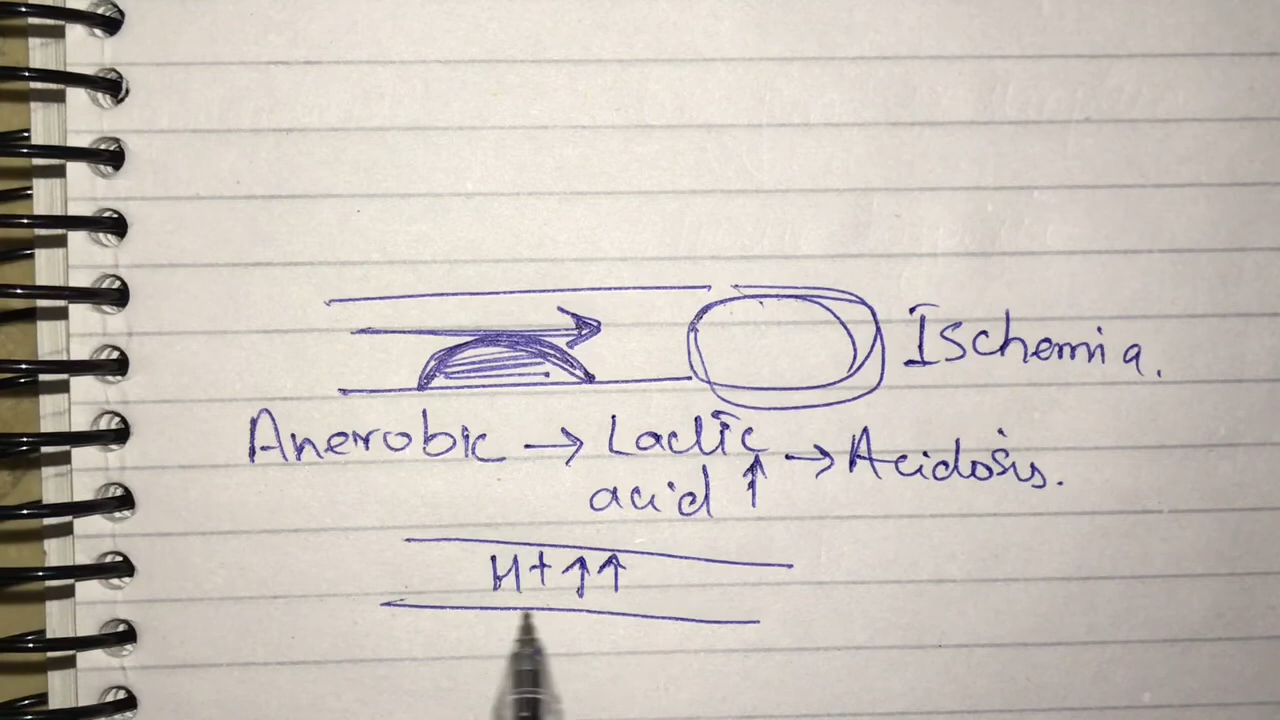 Ischemia.
Anerobic → Lactic → Acidosis.
acid ↑
H+↑↑